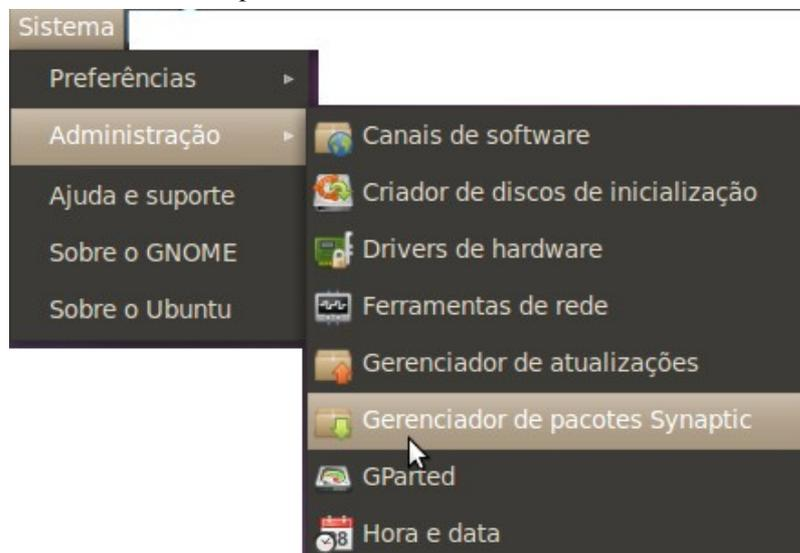 Sistema
Preferências
Administração
Ajuda e suporte
Sobre o GNOME
Sobre o Ubuntu
Canais de software
Criador de discos de inicialização
Drivers de hardware
Ferramentas de rede
Gerenciador de atualizações
Gerenciador de pacotes Synaptic
GParted
Hora e data